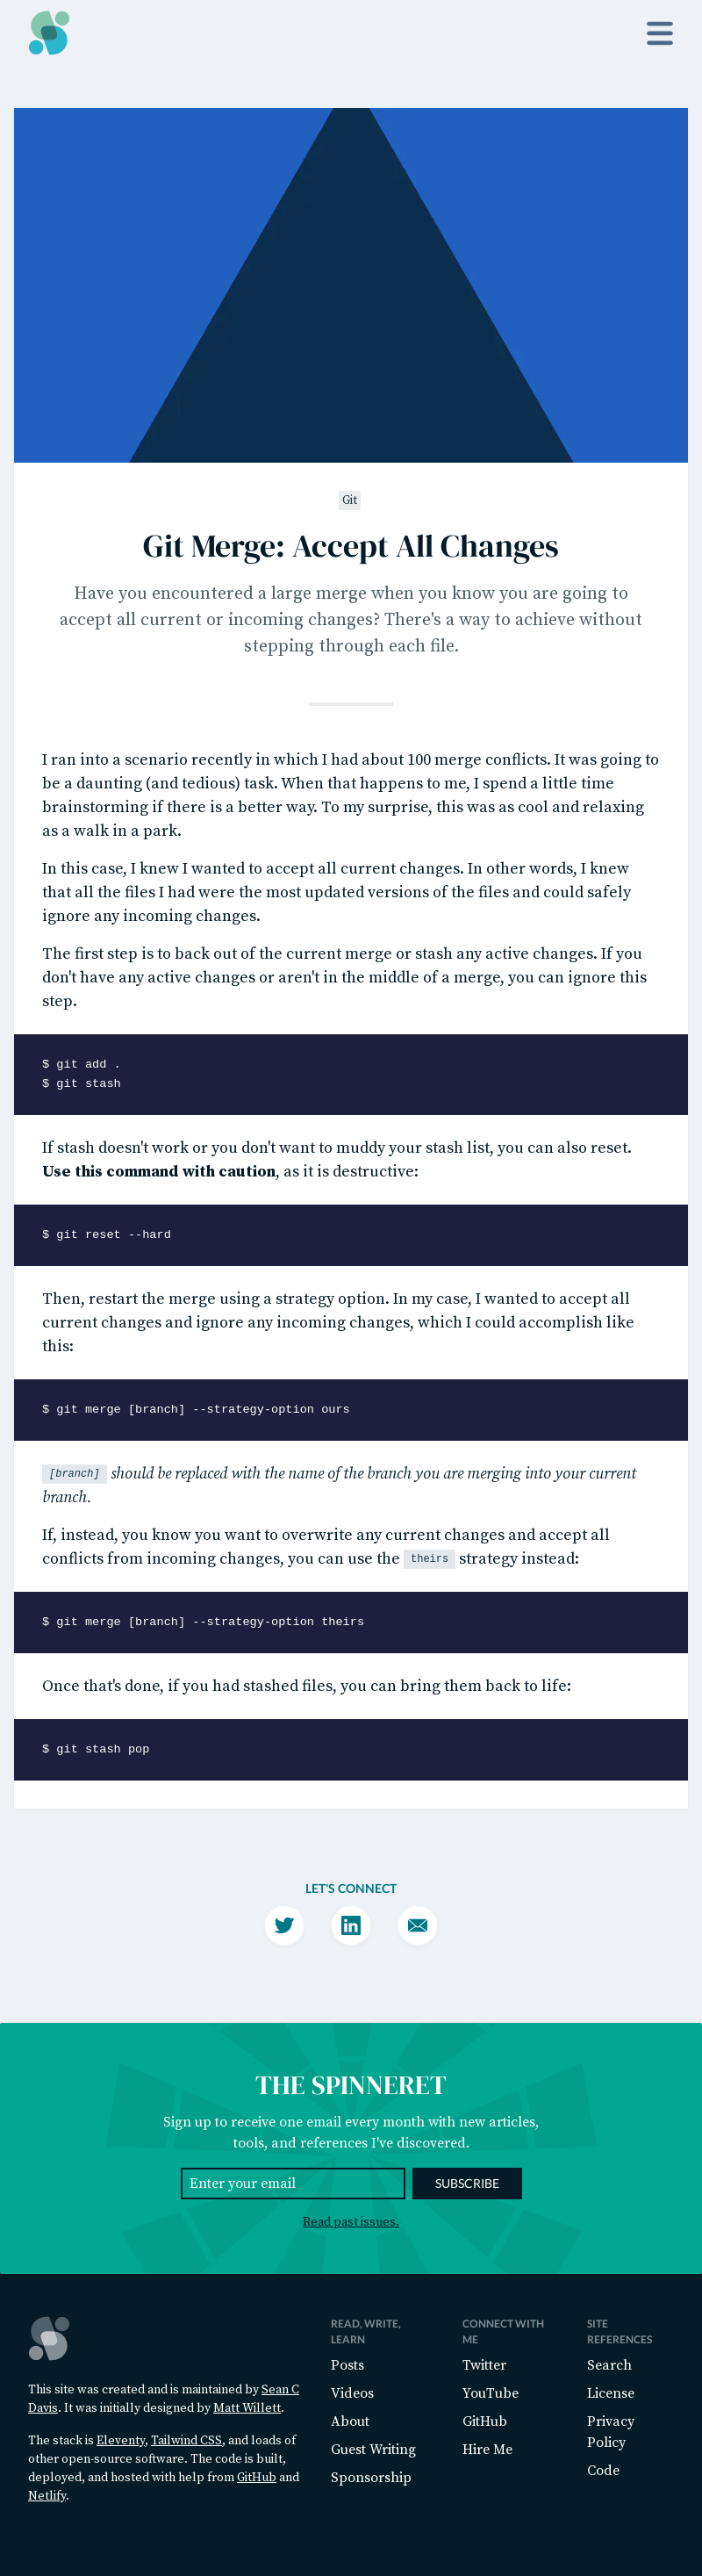 Git
Git Merge: Accept All Changes
Have you encountered a large merge when you know you are going to
accept all current or incoming changes? There's a way to achieve without
stepping through each file.
I ran into a scenario recently in which I had about 100 merge conflicts. It was going to
be a daunting (and tedious) task. When that happens to me, I spend a little time
brainstorming if there is a better way. To my surprise, this was as cool and relaxing
as a walk in a park.
In this case, I knew I wanted to accept all current changes. In other words, I knew
that all the files I had were the most updated versions of the files and could safely
ignore any incoming changes.
The first step is to back out of the current merge or stash any active changes. If you
don't have any active changes or aren't in the middle of a merge, you can ignore this
step.
$ git add .
$ git stash
If stash doesn't work or you don't want to muddy your stash list, you can also reset.
Use this command with caution, as it is destructive:
$ git reset --hard
Then, restart the merge using a strategy option. In my case, I wanted to accept all
current changes and ignore any incoming changes, which I could accomplish like
this:
$ git merge [branch] --strategy-option ours
[branch] should be replaced with the name of the branch you are merging into your current
branch.
If, instead, you know you want to overwrite any current changes and accept all
conflicts from incoming changes, you can use the theirs strategy instead:
$ git merge [branch] --strategy-option theirs
Once that's done, if you had stashed files, you can bring them back to life:
$ git stash pop
LET'S CONNECT
THE SPINNERET
Sign up to receive one email every month with new articles,
tools, and references I've discovered.
Enter your email
SUBSCRIBE
Read past issues.
This site was created and is maintained by Sean C
Davis. It was initially designed by Matt Willett.
The stack is Eleventy, Tailwind CSS, and loads of
other open-source software. The code is built,
deployed, and hosted with help from GitHub and
Netlify.
READ, WRITE,
LEARN
Posts
Videos
About
Guest Writing
Sponsorship
CONNECT WITH
ME
Twitter
YouTube
GitHub
Hire Me
SITE
REFERENCES
Search
License
Privacy
Policy
Code